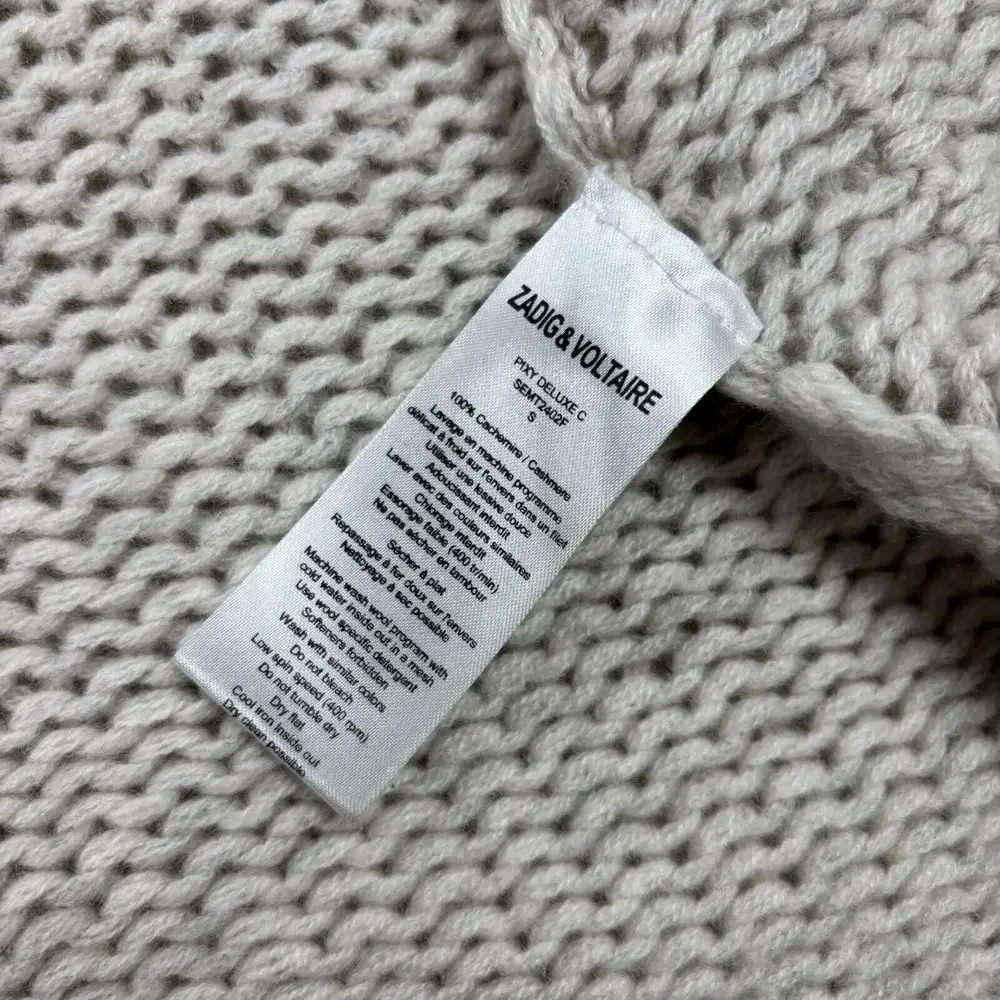 ZADIG&VOLTAIRE
PIXY DELUXE C
SEMT2402F
S
100% Cachemire / Cashmere
Lavage en machine programme
délicat à froid sur l'envers dans un filet
Utiliser une lessive douce
Adoucissant interdit
Laver avec des couleurs similaires
Chlorage interdit
Essorage faible (400 tr/min)
Ne pas sécher en tambour
Sécher à plat
Repassage à fer doux sur l'envers
Nettoyage à sec possible
Machine wash wool program with
cold water inside out in a mesh
Use wool specific detergent
Softeners forbidden
Wash with similar colors
Do not bleach
Low spin speed (400 rpm)
Do not tumble dry
Dry flat
Cool iron inside out
Dry clean possible